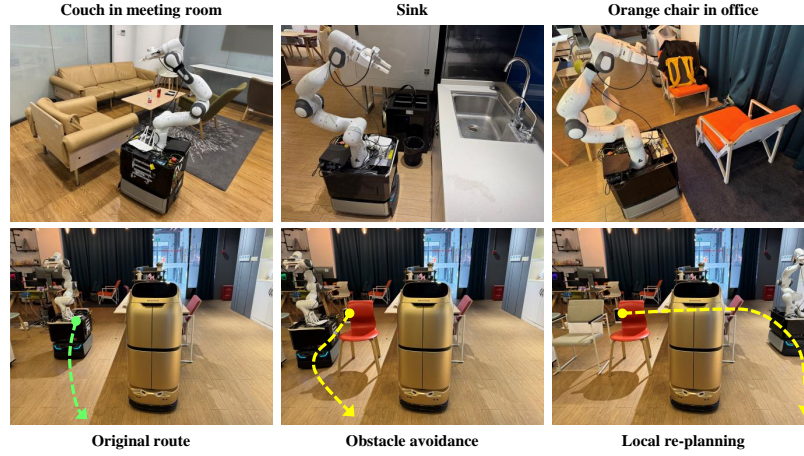 Couch in meeting room
Sink
Orange chair in office
Original route
Obstacle avoidance
Local re-planning